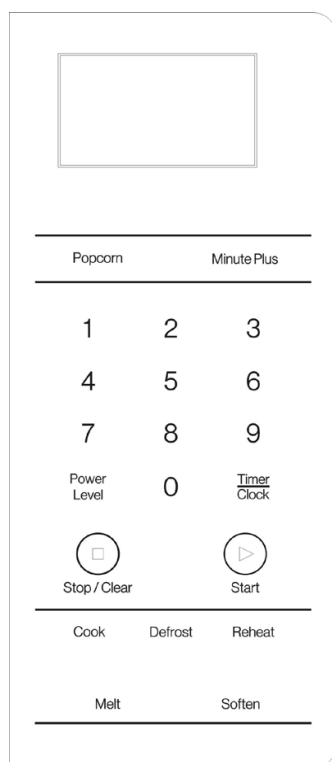 Popcorn Minute Plus
1 2 3
4 5 6
7 8 9
Power Level 0 Timer Clock
Stop / Clear Start
Cook Defrost Reheat
Melt Soften